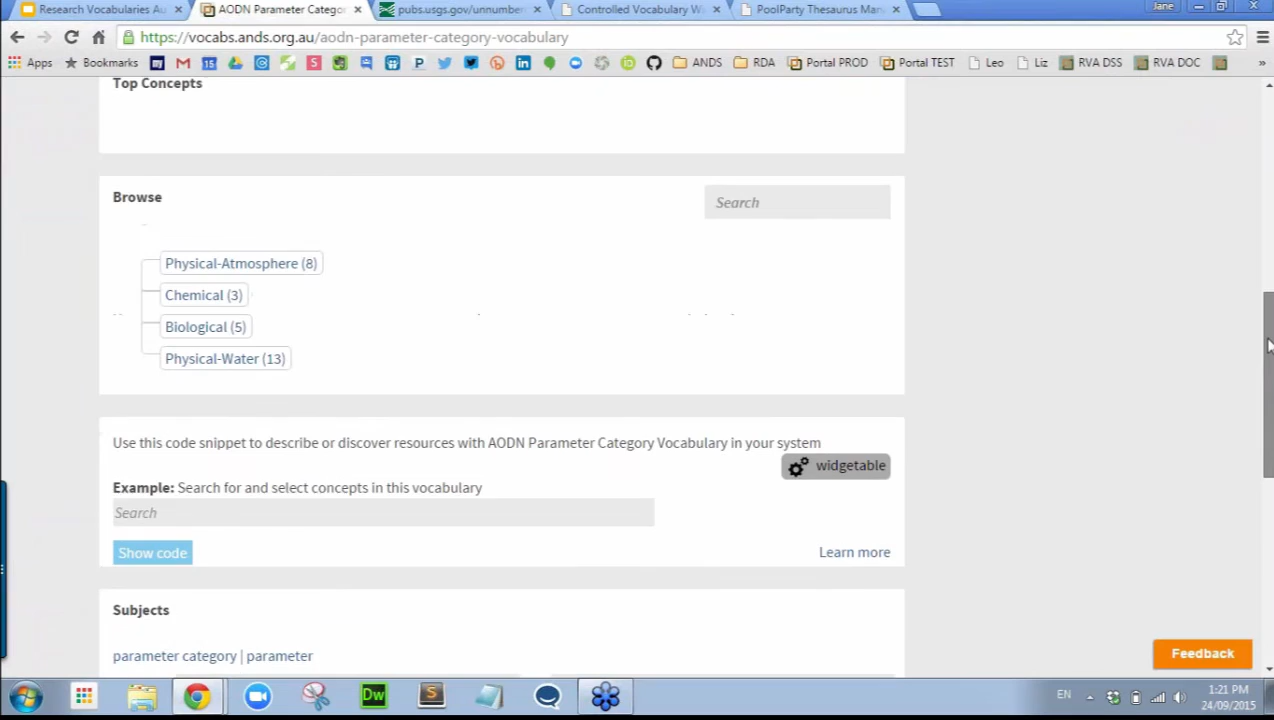 Research Vocabularies Au
AODN Parameter Catego
pubs.usgs.gov/unnumber
Controlled Vocabulary W
PoolParty Thesaurus Man
Jane
https://vocabs.ands.org.au/aodn-parameter-category-vocabulary
Apps Bookmarks ANDS RDA Portal PROD Portal TEST Leo Liz RVA DSS RVA DOC »
Top Concepts
Browse
Search
Physical-Atmosphere (8)
Chemical (3)
Biological (5)
Physical-Water (13)
Use this code snippet to describe or discover resources with AODN Parameter Category Vocabulary in your system
widgetable
Example: Search for and select concepts in this vocabulary
Search
Show code
Learn more
Subjects
parameter category | parameter
Feedback
EN
1:21 PM
24/09/2015